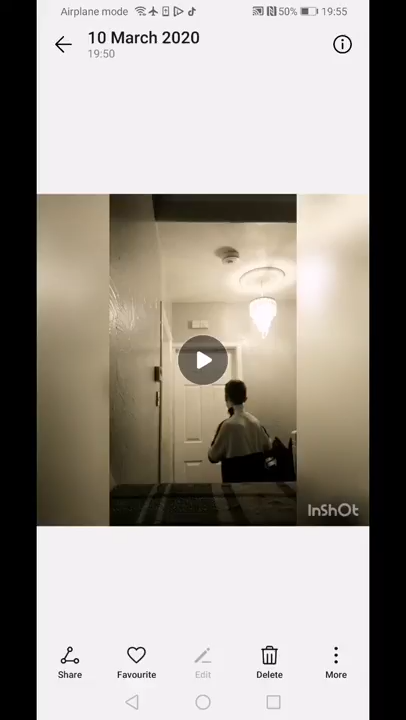 Airplane mode 50% 19:55
10 March 2020
19:50
InShOt
Share Favourite Edit Delete More